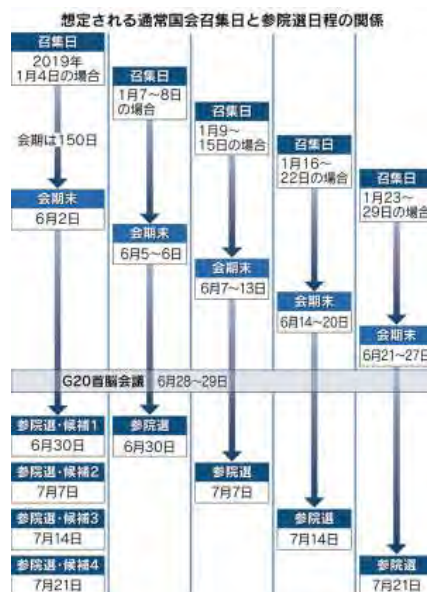 想定される通常国会召集日と参院選日程の関係
召集日
2019年
1月4日の場合
会期は150日
会期末
6月2日
召集日
1月7～8日
の場合
会期末
6月5～6日
召集日
1月9～
15日の場合
会期末
6月7～13日
召集日
1月16～
22日の場合
会期末
6月14～20日
召集日
1月23～
29日の場合
会期末
6月21～27日
G20首脳会議 6月28～29日
参院選・候補1
6月30日
参院選・候補2
7月7日
参院選・候補3
7月14日
参院選・候補4
7月21日
参院選
6月30日
参院選
7月7日
参院選
7月14日
参院選
7月21日